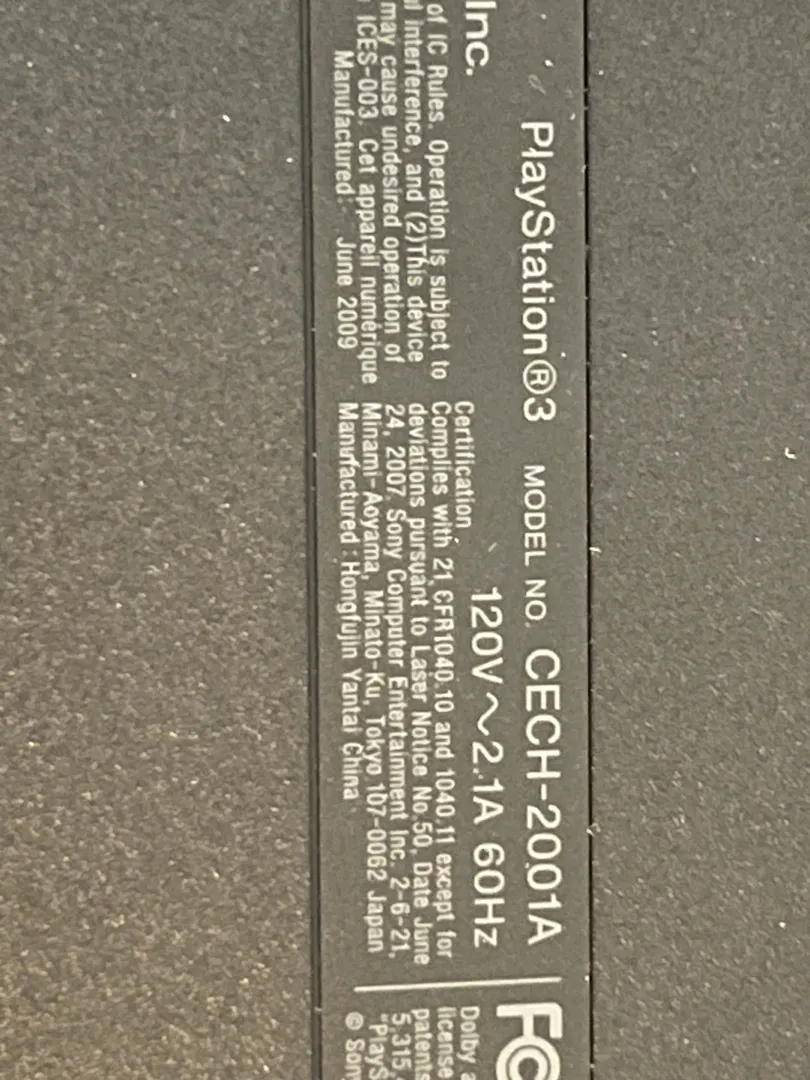 PlayStation®3 MODEL NO. CECH-2001A
Inc.
120V～2.1A 60Hz
of IC Rules. Operation is subject to
interference, and (2)This device
may cause undesired operation of
ICES-003. Cet appareil numérique
Manufactured: June 2009
Certification
Complies with 21 CFR1040.10 and 1040.11 except for
deviations pursuant to Laser Notice No.50, Date June
24, 2007. Sony Computer Entertainment Inc. 2-6-21,
Minami-Aoyama, Minato-Ku, Tokyo 107-0062 Japan
Manufactured:Hongfujin Yantai China
FC
Dolby a
license
patents
5,315,
"PlayS
© Sony